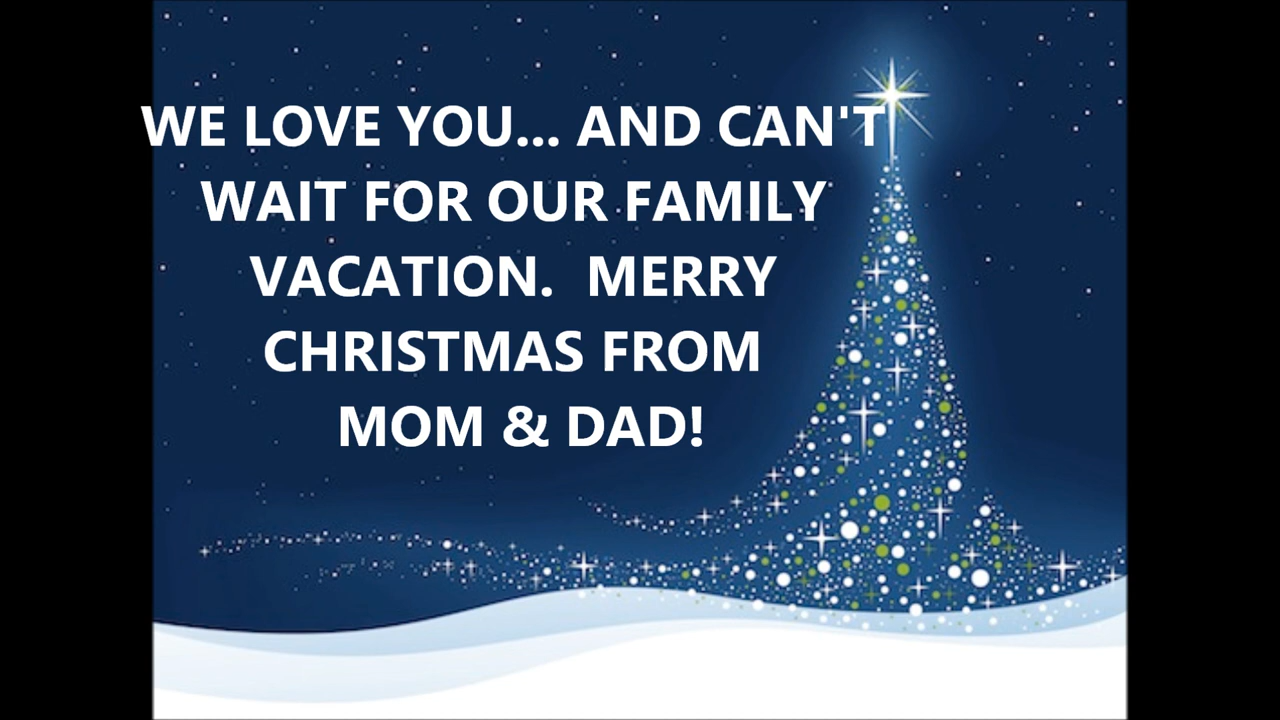 WE LOVE YOU... AND CAN'T
WAIT FOR OUR FAMILY
VACATION.  MERRY
CHRISTMAS FROM
MOM & DAD!